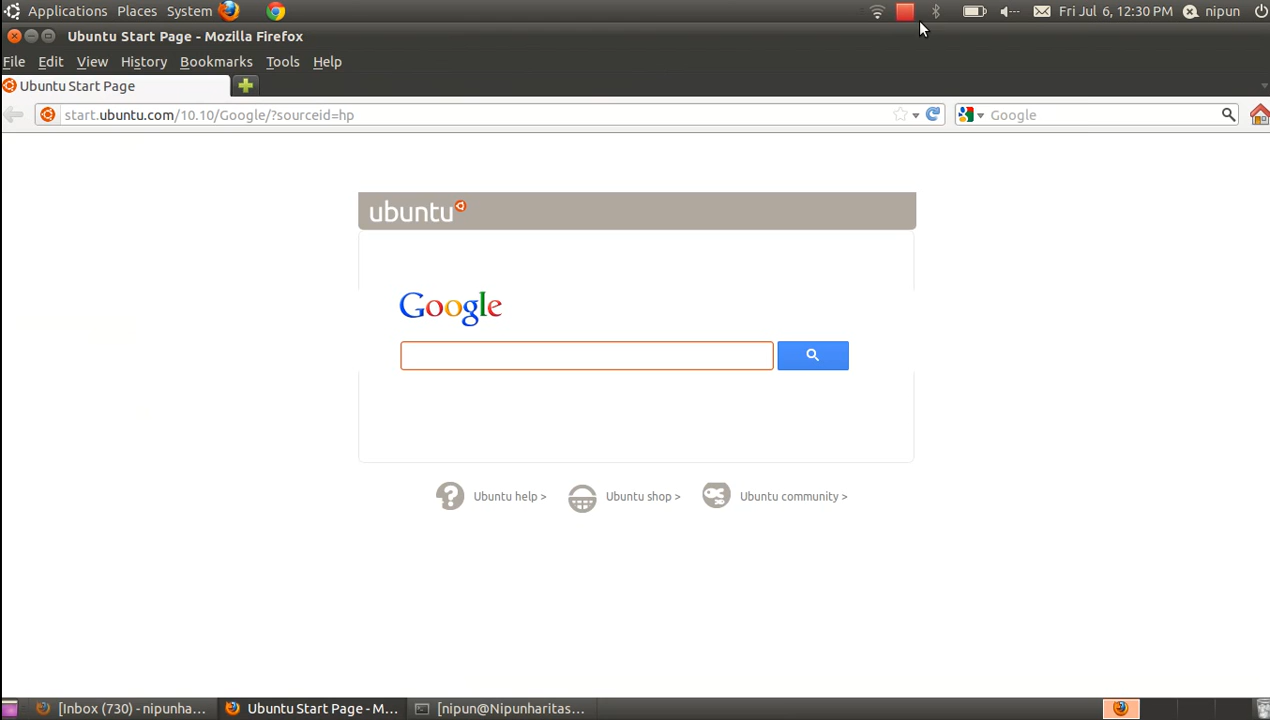 Applications Places System Fri Jul 6, 12:30 PM nipun
Ubuntu Start Page - Mozilla Firefox
File Edit View History Bookmarks Tools Help
Ubuntu Start Page
start.ubuntu.com/10.10/Google/?sourceid=hp Google
ubuntu
Google
Ubuntu help > Ubuntu shop > Ubuntu community >
[Inbox (730) - nipunha... Ubuntu Start Page - M... [nipun@Nipunharitas...